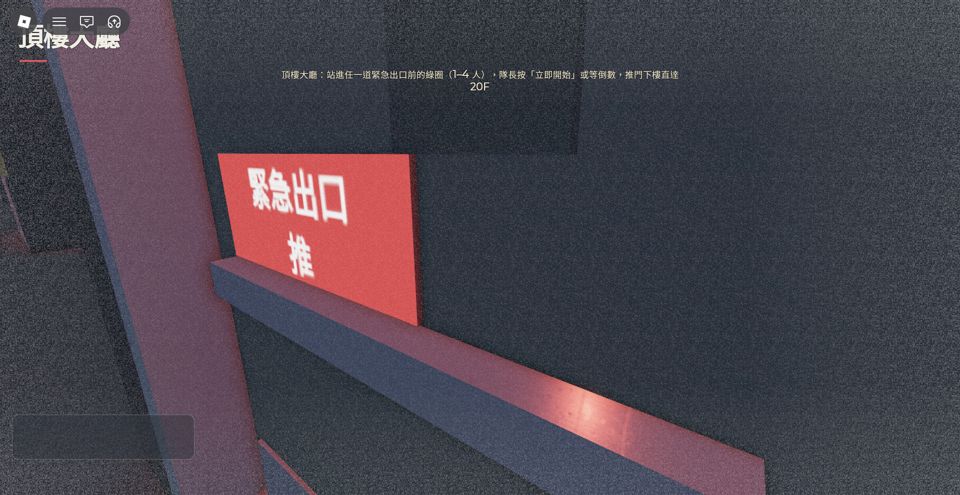 頂樓大廳
頂樓大廳：站進任一道緊急出口前的綠圈（1–4 人），隊長按「立即開始」或等倒數，推門下樓直達
20F
緊急出口
推